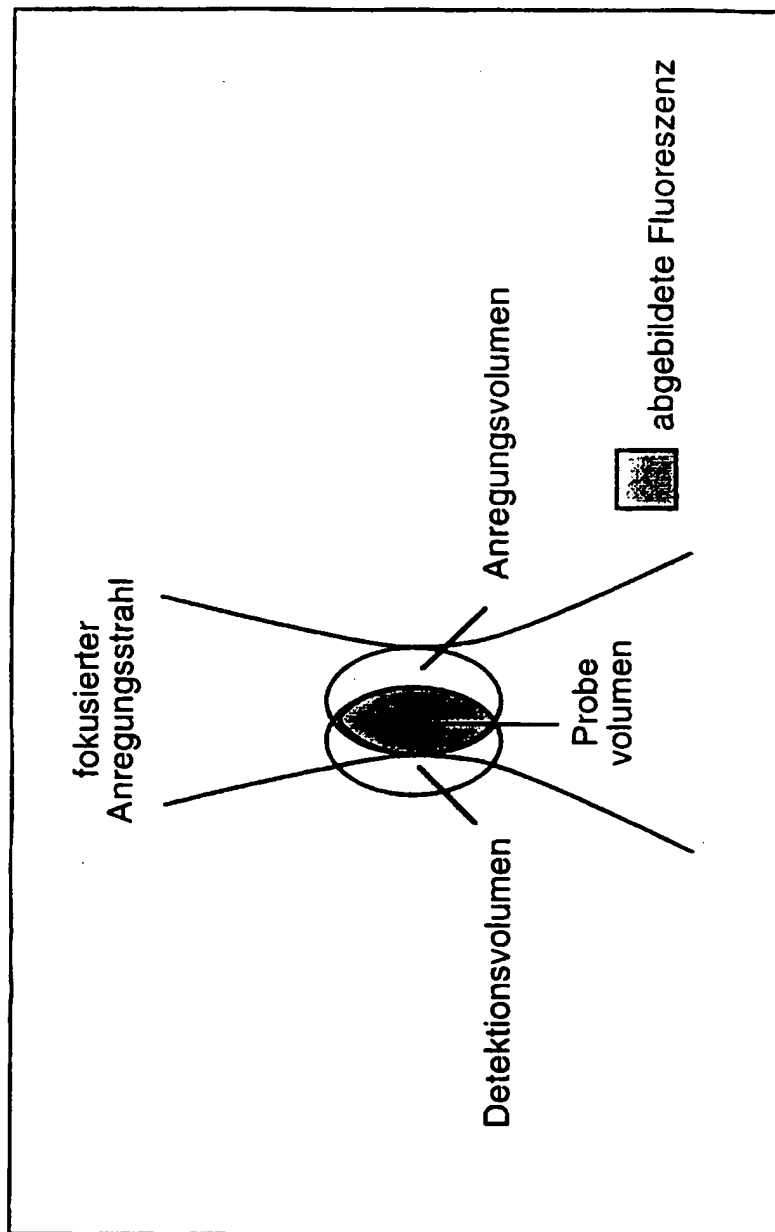 fokusierter
Anregungsstrahl
Detektionsvolumen
Anregungsvolumen
Probe
volumen
abgebildete Fluoreszenz